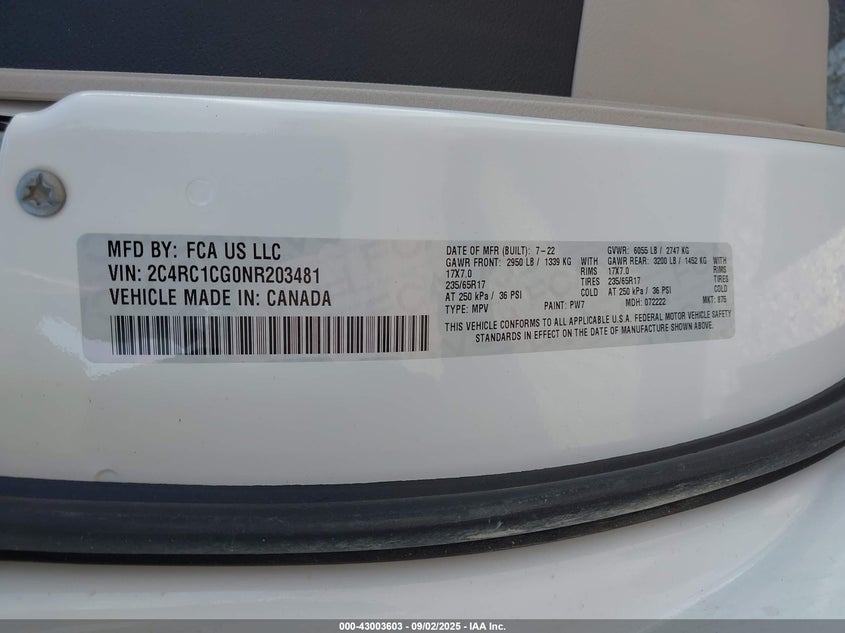 MFD BY: FCA US LLC
VIN: 2C4RC1CG0NR203481
VEHICLE MADE IN: CANADA
DATE OF MFR (BUILT): 7-22 GVWR: 6055 LB / 2747 KG
GAWR FRONT: 2950 LB / 1339 KG WITH GAWR REAR: 3200 LB / 1452 KG WITH
17X7.0 RIMS 17X7.0 RIMS
235/65R17 TIRES 235/65R17 TIRES
AT 250 kPa / 36 PSI COLD AT 250 kPa / 36 PSI COLD
TYPE: MPV PAINT: PW7 MDH: 072222 MKT: 876
THIS VEHICLE CONFORMS TO ALL APPLICABLE U.S.A. FEDERAL MOTOR VEHICLE SAFETY
STANDARDS IN EFFECT ON THE DATE OF MANUFACTURE SHOWN ABOVE.
000-43003603 - 09/02/2025 - IAA Inc.